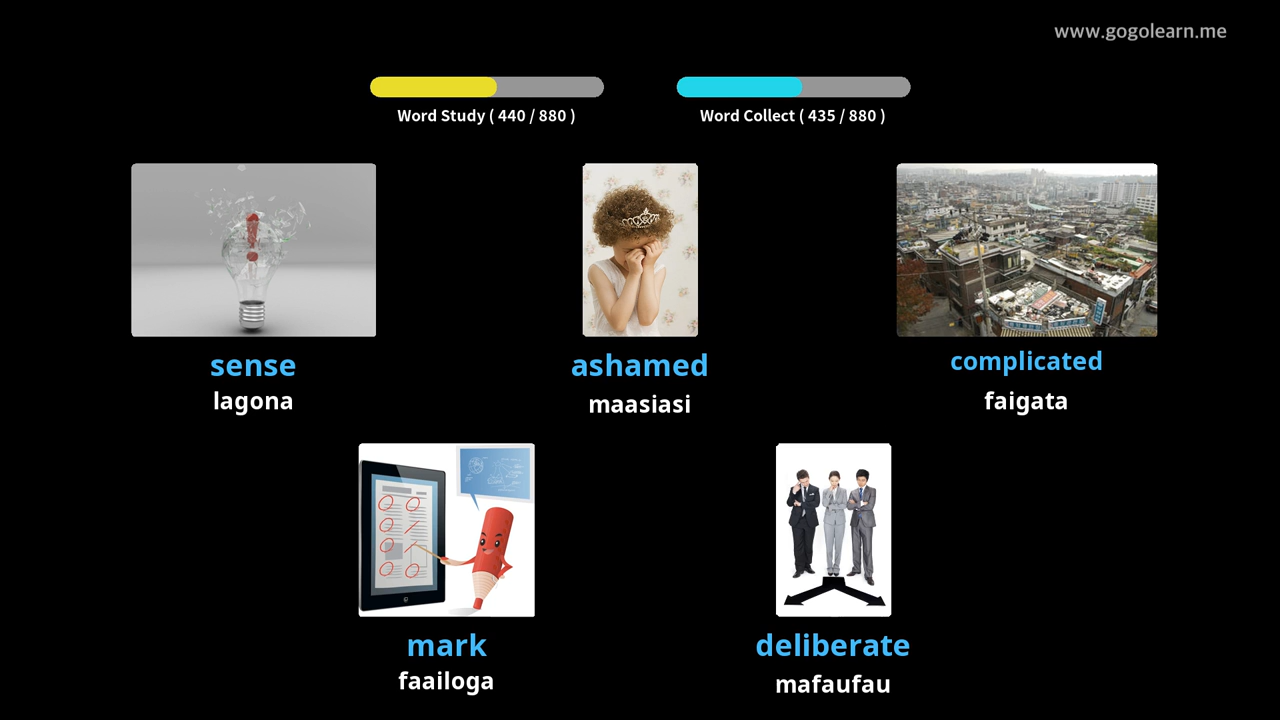 www.gogolearn.me
Word Study ( 440 / 880 )
Word Collect ( 435 / 880 )
sense
lagona
ashamed
maasiasi
complicated
faigata
mark
faailoga
deliberate
mafaufau